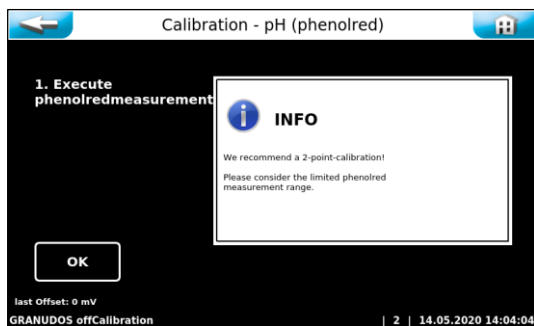 Calibration - pH (phenolred)
1. Execute
phenolredmeasurement
INFO
We recommend a 2-point-calibration!
Please consider the limited phenolred
measurement range.
OK
last Offset: 0 mV
GRANUDOS offCalibration | 2 | 14.05.2020 14:04:04